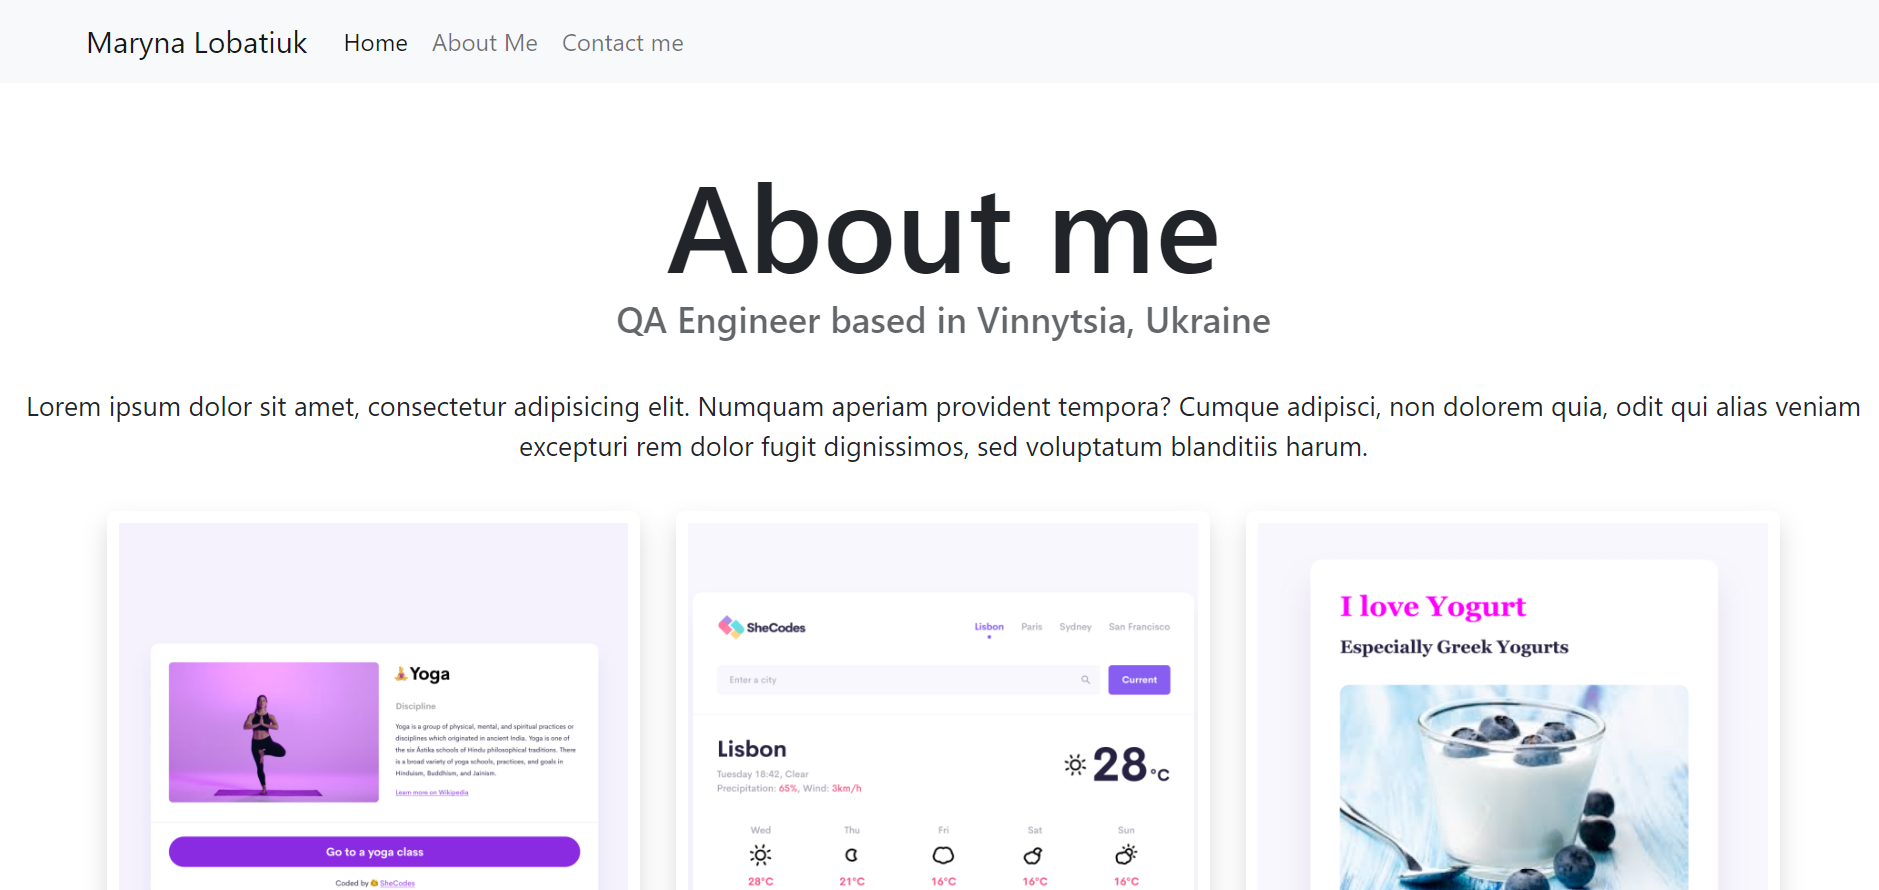 Maryna Lobatiuk Home About Me Contact me
About me
QA Engineer based in Vinnytsia, Ukraine
Lorem ipsum dolor sit amet, consectetur adipisicing elit. Numquam aperiam provident tempora? Cumque adipisci, non dolorem quia, odit qui alias veniam
excepturi rem dolor fugit dignissimos, sed voluptatum blanditiis harum.
Yoga
Discipline
Yoga is a group of physical, mental, and spiritual practices or
disciplines which originated in ancient India. Yoga is one of
the six Āstika schools of Hindu philosophical traditions. There
is a broad variety of yoga schools, practices, and goals in
Hinduism, Buddhism, and Jainism.
Learn more on Wikipedia
Go to a yoga class
Coded by SheCodes
SheCodes Lisbon Paris Sydney San Francisco
Enter a city Current
Lisbon
Tuesday 18:42, Clear
Precipitation: 65%, Wind: 3km/h
28 °C
Wed Thu Fri Sat Sun
28°C 21°C 16°C 16°C 16°C
I love Yogurt
Especially Greek Yogurts